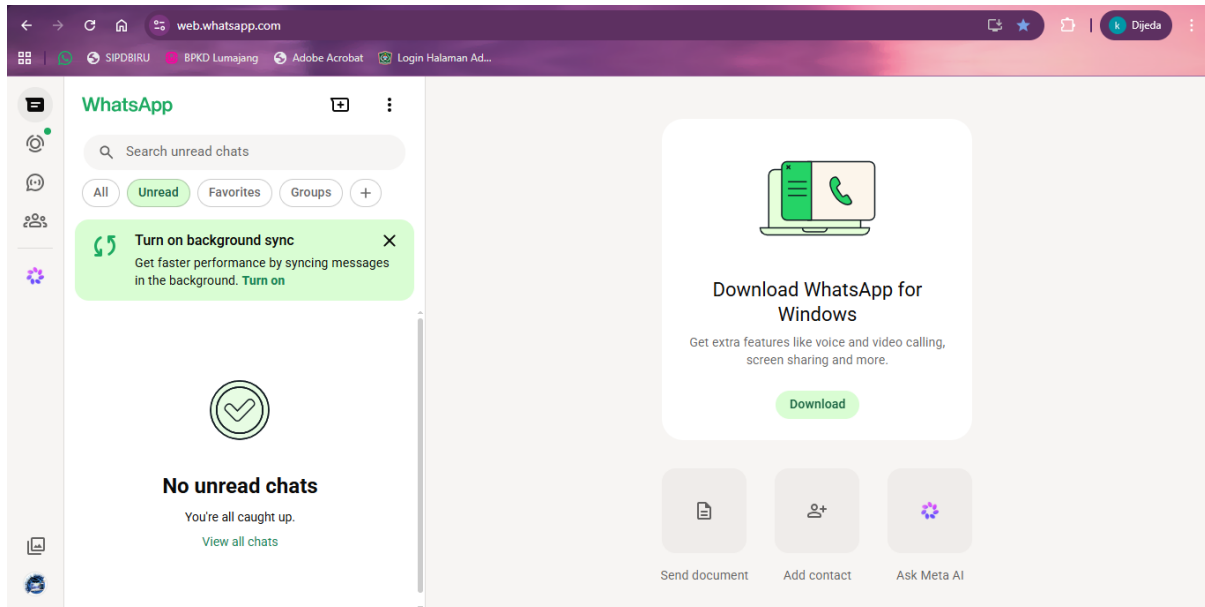 web.whatsapp.com
k Dijeda
SIPDBIRU BPKD Lumajang Adobe Acrobat Login Halaman Ad...
WhatsApp
Search unread chats
All Unread Favorites Groups +
Turn on background sync
Get faster performance by syncing messages
in the background. Turn on
No unread chats
You're all caught up.
View all chats
Download WhatsApp for
Windows
Get extra features like voice and video calling,
screen sharing and more.
Download
Send document Add contact Ask Meta AI